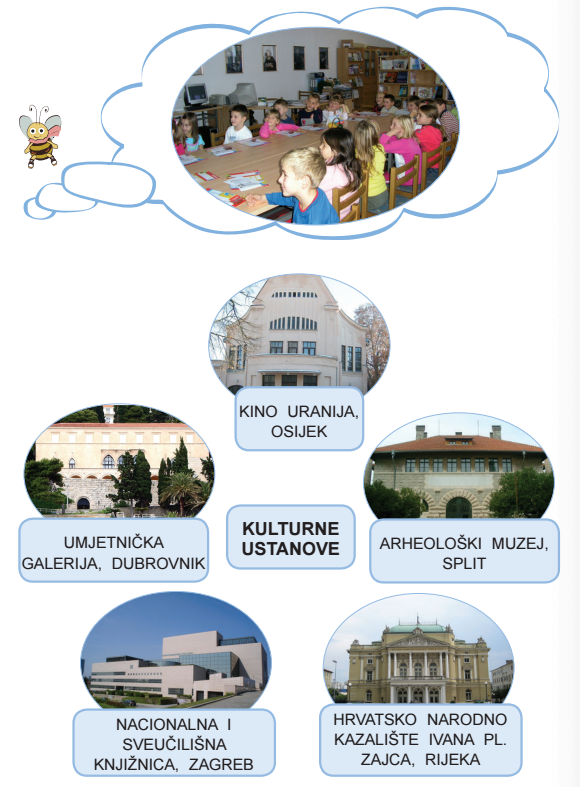 KINO URANIJA,
OSIJEK
UMJETNIČKA
GALERIJA, DUBROVNIK
KULTURNE
USTANOVE
ARHEOLOŠKI MUZEJ,
SPLIT
NACIONALNA I
SVEUČILIŠNA
KNJIŽNICA, ZAGREB
HRVATSKO NARODNO
KAZALIŠTE IVANA PL.
ZAJCA, RIJEKA